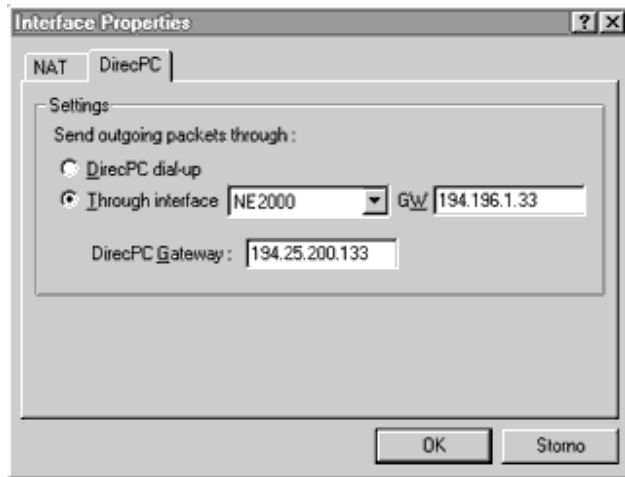 Interface Properties
NAT DirecPC
Settings
Send outgoing packets through :
DirecPC dial-up
Through interface NE2000 GW 194.196.1.33
DirecPC Gateway : 194.25.200.133
OK Storno